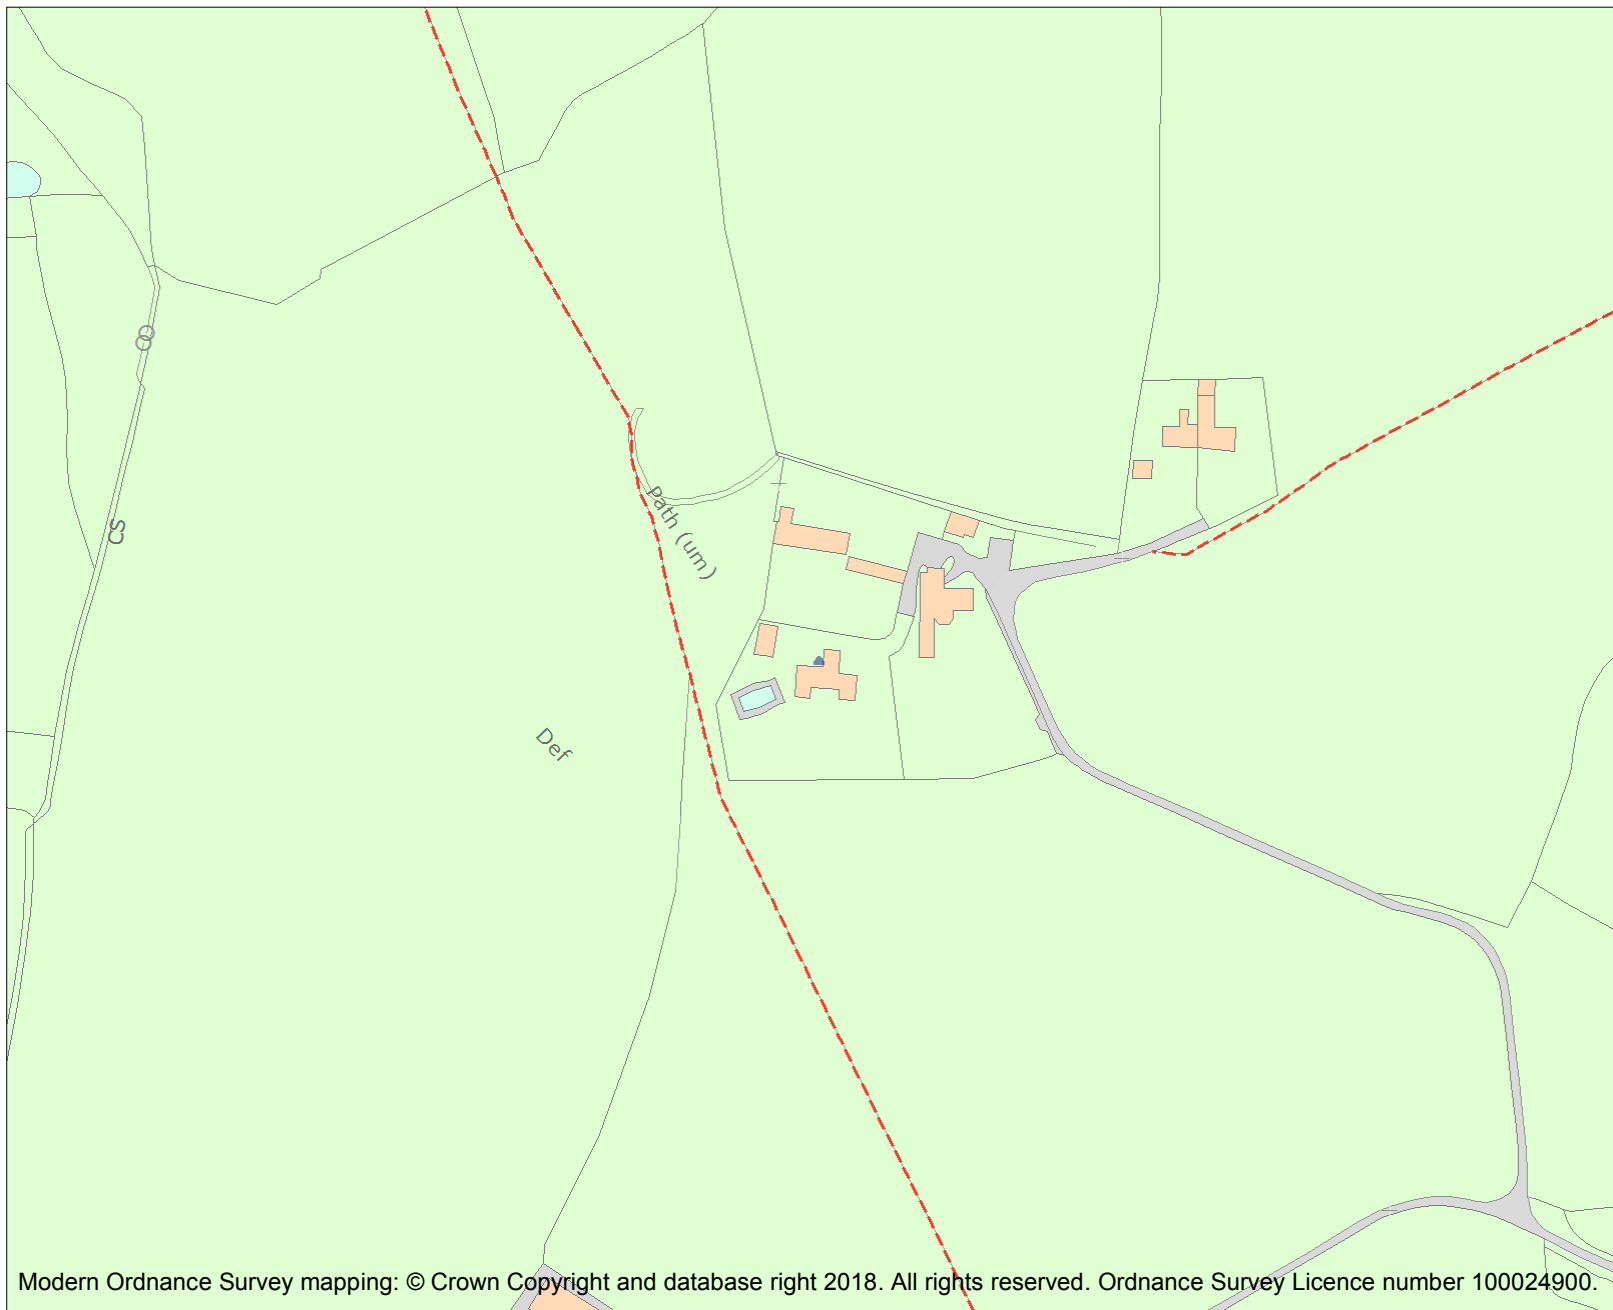 CO
CS
Path (um)
Def
Modern Ordnance Survey mapping: © Crown Copyright and database right 2018. All rights reserved. Ordnance Survey Licence number 100024900.